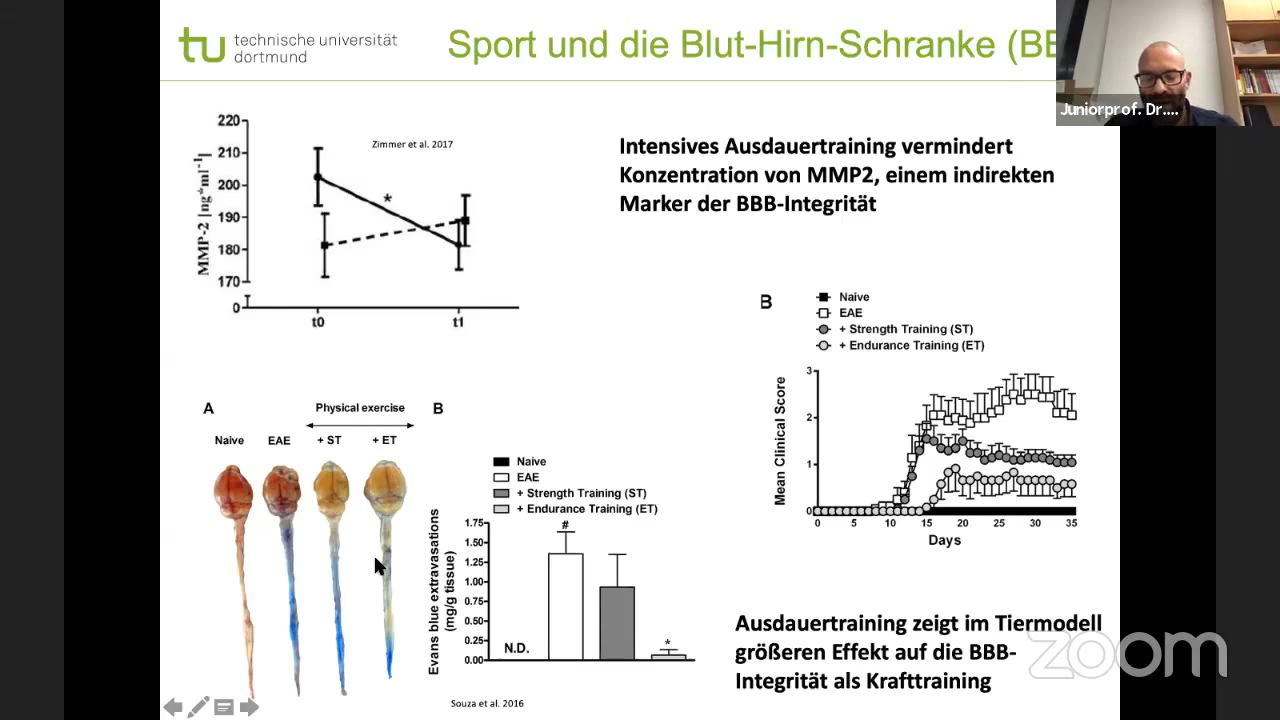 tu technische universität
dortmund
Sport und die Blut-Hirn-Schranke (BB
Juniorprof. Dr....
220
210
200
190
180
170
0
MMP-2 [ng*ml⁻¹]
Zimmer et al. 2017
*
t0 t1
Intensives Ausdauertraining vermindert
Konzentration von MMP2, einem indirekten
Marker der BBB-Integrität
B
Naive
EAE
+ Strength Training (ST)
+ Endurance Training (ET)
Mean Clinical Score
3
2
1
0
0 5 10 15 20 25 30 35
Days
A
Physical exercise
Naive EAE + ST + ET
B
Naive
EAE
+ Strength Training (ST)
+ Endurance Training (ET)
Evans blue extravasations
(mg/g tissue)
1.75
1.50
1.25
1.00
0.75
0.50
0.25
0.00
N.D.
#
*
Souza et al. 2016
Ausdauertraining zeigt im Tiermodell
größeren Effekt auf die BBB-
Integrität als Krafttraining
zoom